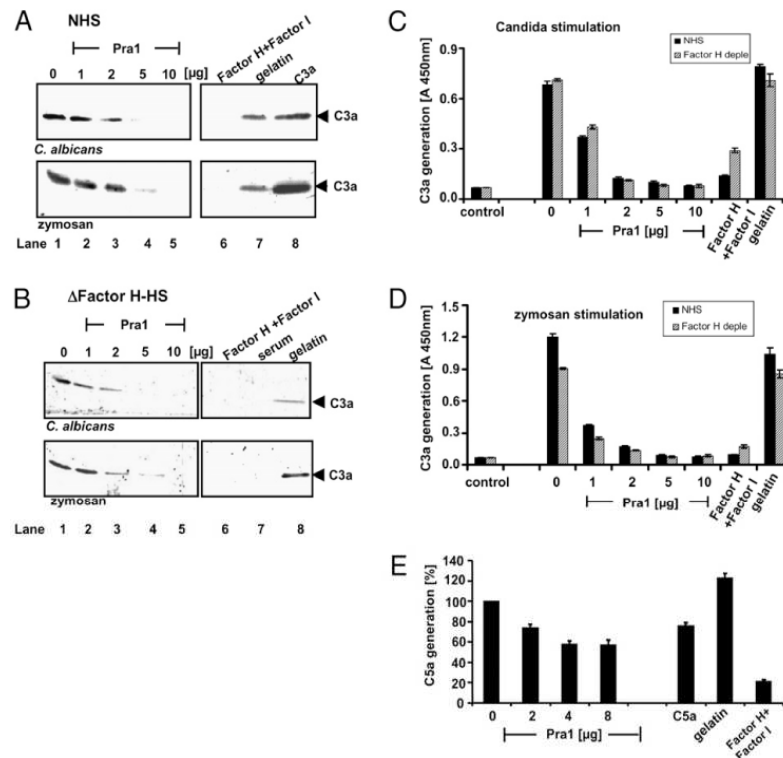 A
NHS
Pra1
0 1 2 5 10 [µg]
Factor H+Factor I
gelatin
C3a
C3a
C. albicans
C3a
zymosan
Lane 1 2 3 4 5 6 7 8
B
ΔFactor H-HS
Pra1
0 1 2 5 10 [µg]
Factor H +Factor I
serum
gelatin
C3a
C. albicans
C3a
zymosan
Lane 1 2 3 4 5 6 7 8
C
Candida stimulation
NHS
Factor H deple
C3a generation [A 450nm]
0.9
0.6
0.3
0.0
control 0 1 2 5 10
Pra1 [µg]
Factor H
+Factor I
gelatin
D
zymosan stimulation
NHS
Factor H deple
C3a generation [A 450nm]
1.5
1.2
0.9
0.6
0.3
0.0
control 0 1 2 5 10
Pra1 [µg]
Factor H
+Factor I
gelatin
E
C5a generation [%]
140
120
100
80
60
40
20
0
0 2 4 8
Pra1 [µg]
C5a
gelatin
Factor H+
Factor I